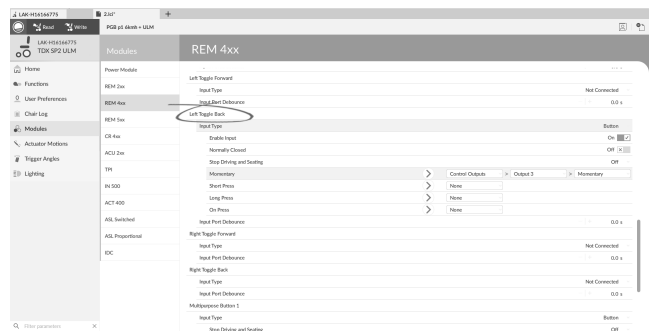 LAK-H16166775
2.lci*
+
Read
Write
PGB p5 6kmh + ULM
LAK-H16166775
TDX SP2 ULM
Modules
REM 4xx
Home
Functions
User Preferences
Chair Log
Modules
Actuator Motions
Trigger Angles
Lighting
Power Module
REM 2xx
REM 4xx
REM 5xx
CR 4xx
ACU 2xx
TPI
IN 500
ACT 400
ASL Switched
ASL Proportional
IDC
Left Toggle Forward
Input Type Not Connected
Input Port Debounce 0.0 s
Left Toggle Back
Input Type Button
Enable Input On
Normally Closed Off
Stop Driving and Seating Off
Momentary Control Outputs Output 3 Momentary
Short Press None
Long Press None
On Press None
Input Port Debounce 0.0 s
Right Toggle Forward
Input Type Not Connected
Input Port Debounce 0.0 s
Right Toggle Back
Input Type Not Connected
Input Port Debounce 0.0 s
Multipurpose Button 1
Input Type Button
Stop Driving and Seating Off
Filter parameters ×